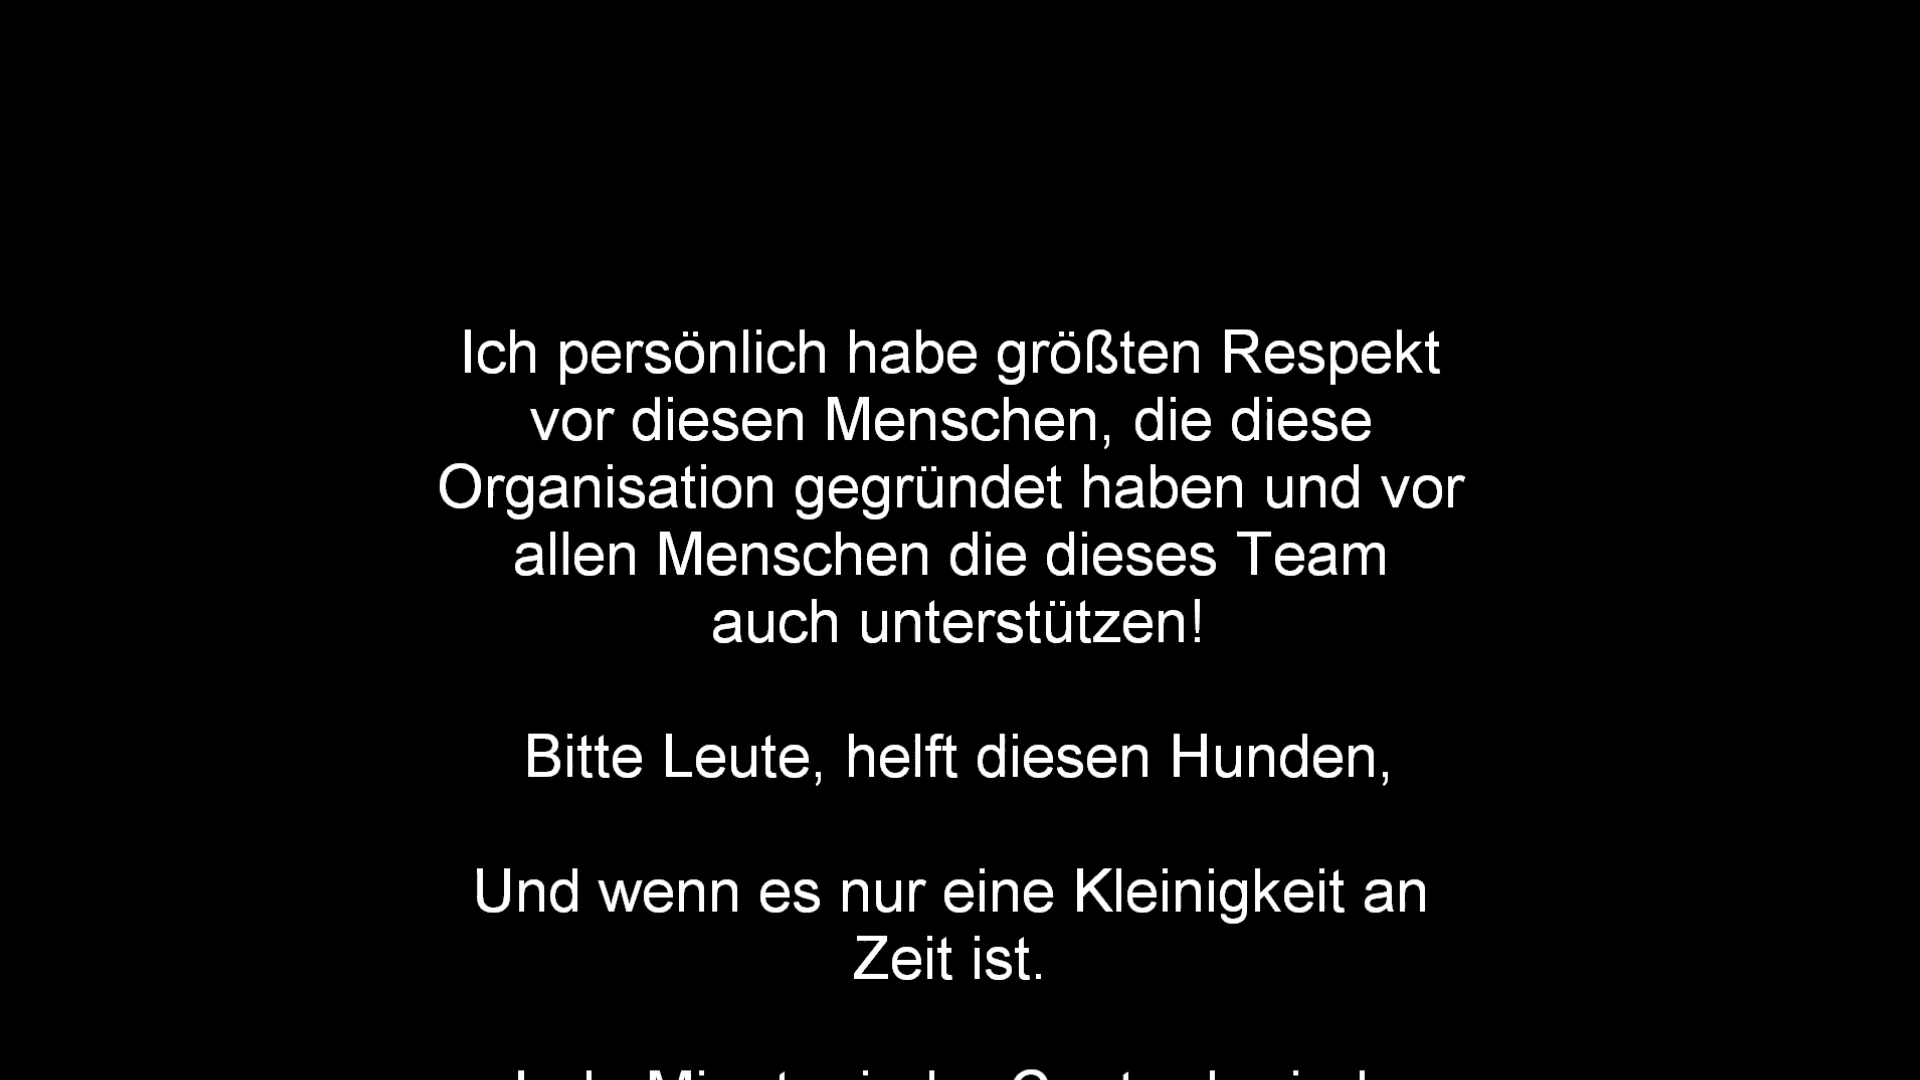 Ich persönlich habe größten Respekt
vor diesen Menschen, die diese
Organisation gegründet haben und vor
allen Menschen die dieses Team
auch unterstützen!
Bitte Leute, helft diesen Hunden,
Und wenn es nur eine Kleinigkeit an
Zeit ist.